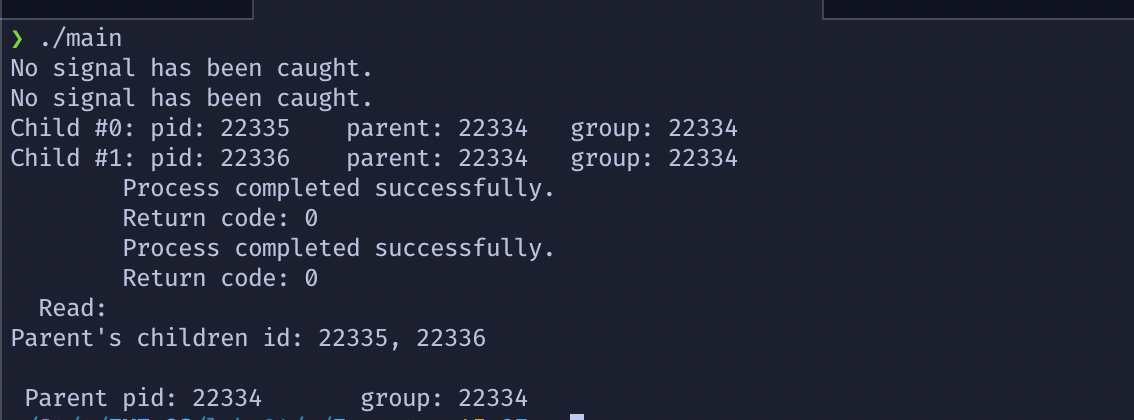 ❯ ./main
No signal has been caught.
No signal has been caught.
Child #0: pid: 22335    parent: 22334   group: 22334
Child #1: pid: 22336    parent: 22334   group: 22334
        Process completed successfully.
        Return code: 0
        Process completed successfully.
        Return code: 0
  Read:
Parent's children id: 22335, 22336
 Parent pid: 22334       group: 22334